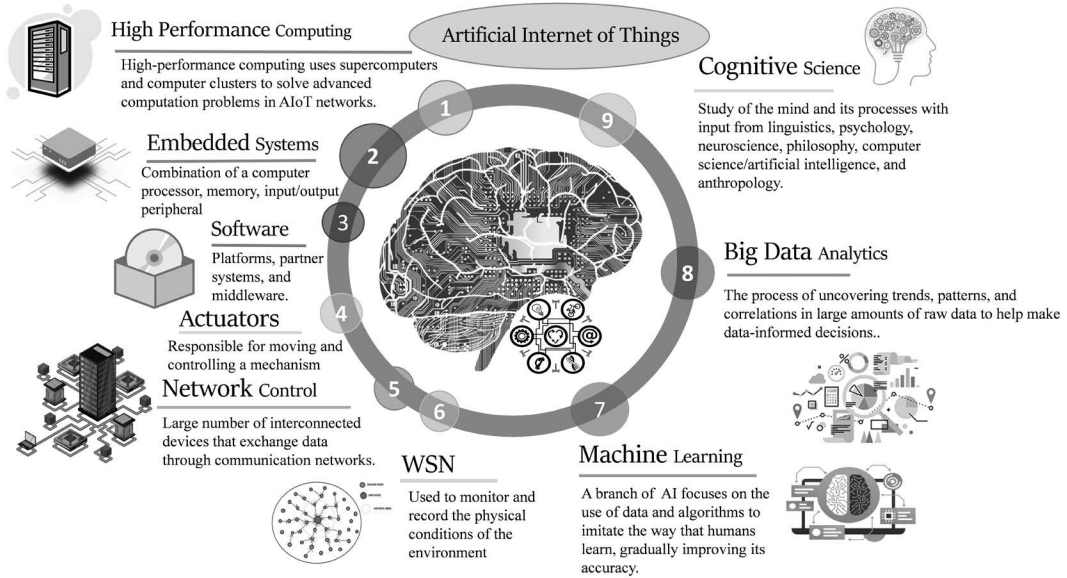 Artificial Internet of Things
High Performance Computing
High-performance computing uses supercomputers
and computer clusters to solve advanced
computation problems in AIoT networks.
Embedded Systems
Combination of a computer
processor, memory, input/output
peripheral
Software
Platforms, partner
systems, and
middleware.
Actuators
Responsible for moving and
controlling a mechanism
Network Control
Large number of interconnected
devices that exchange data
through communication networks.
WSN
Used to monitor and
record the physical
conditions of the
environment
Machine Learning
A branch of AI focuses on the
use of data and algorithms to
imitate the way that humans
learn, gradually improving its
accuracy.
Big Data Analytics
The process of uncovering trends, patterns, and
correlations in large amounts of raw data to help make
data-informed decisions..
Cognitive Science
Study of the mind and its processes with
input from linguistics, psychology,
neuroscience, philosophy, computer
science/artificial intelligence, and
anthropology.
1
2
3
4
5
6
7
8
9
@
%